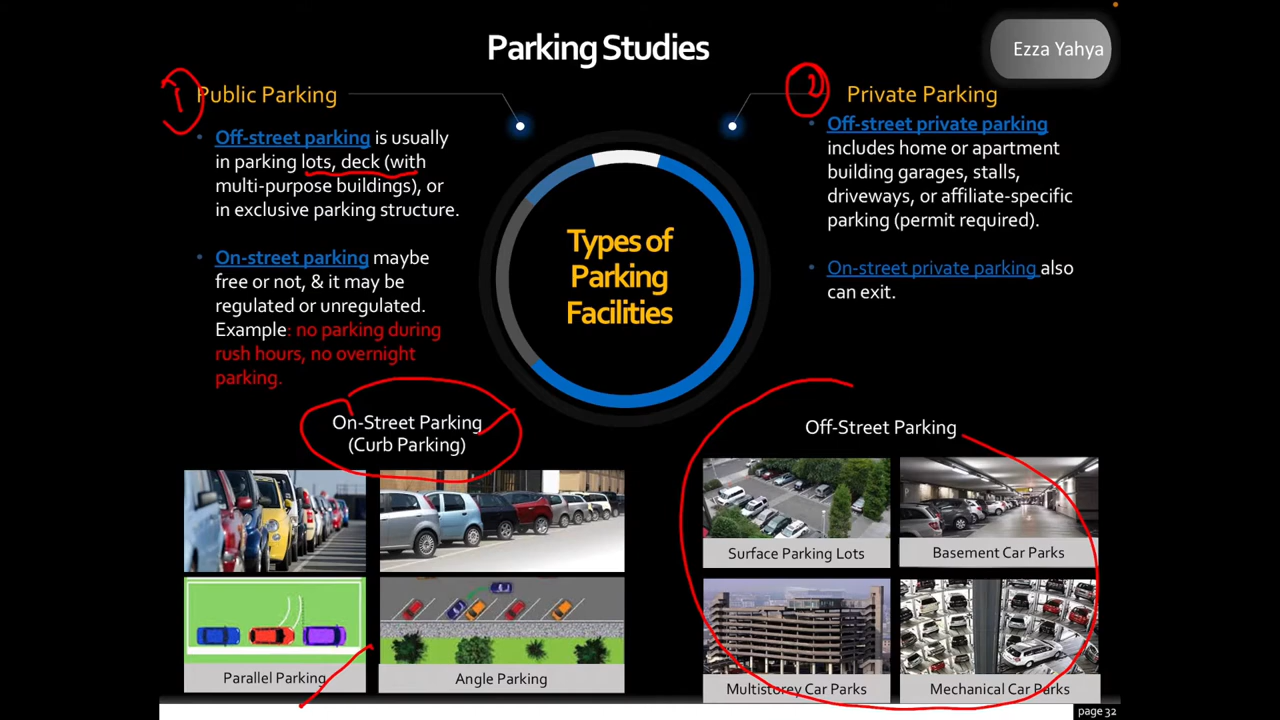 Parking Studies
Ezza Yahya
1
Public Parking
Off-street parking is usually
in parking lots, deck (with
multi-purpose buildings), or
in exclusive parking structure.
On-street parking maybe
free or not, & it may be
regulated or unregulated.
Example: no parking during
rush hours, no overnight
parking.
Types of
Parking
Facilities
2
Private Parking
Off-street private parking
includes home or apartment
building garages, stalls,
driveways, or affiliate-specific
parking (permit required).
On-street private parking also
can exit.
On-Street Parking
(Curb Parking)
Parallel Parking
Angle Parking
Off-Street Parking
Surface Parking Lots
Basement Car Parks
Multistorey Car Parks
Mechanical Car Parks
page 32